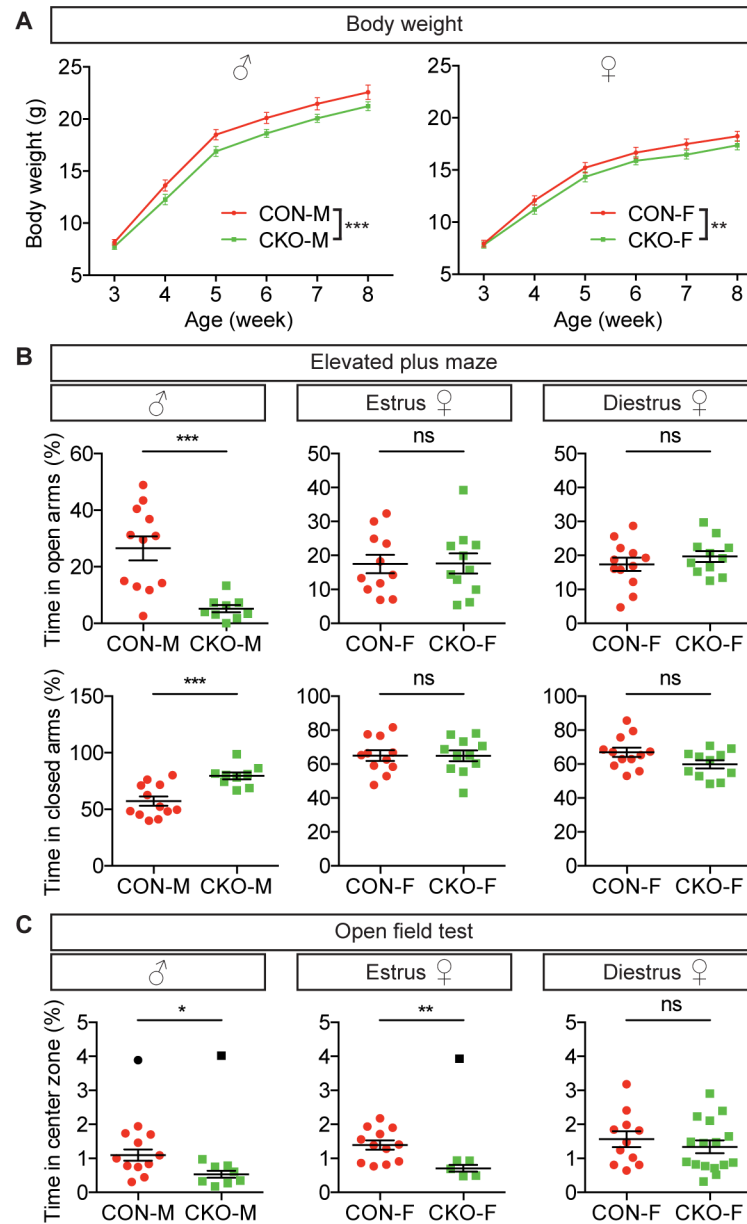 A
Body weight
♂
♀
Body weight (g)
25
20
15
10
5
CON-M
CKO-M
***
3 4 5 6 7 8
Age (week)
25
20
15
10
5
CON-F
CKO-F
**
3 4 5 6 7 8
Age (week)
B
Elevated plus maze
♂
Estrus ♀
Diestrus ♀
Time in open arms (%)
60
40
20
0
***
CON-M CKO-M
50
40
30
20
10
0
ns
CON-F CKO-F
50
40
30
20
10
0
ns
CON-F CKO-F
Time in closed arms (%)
150
100
50
0
***
CON-M CKO-M
100
80
60
40
20
0
ns
CON-F CKO-F
100
80
60
40
20
0
ns
CON-F CKO-F
C
Open field test
♂
Estrus ♀
Diestrus ♀
Time in center zone (%)
5
4
3
2
1
0
*
CON-M CKO-M
5
4
3
2
1
0
**
CON-F CKO-F
5
4
3
2
1
0
ns
CON-F CKO-F